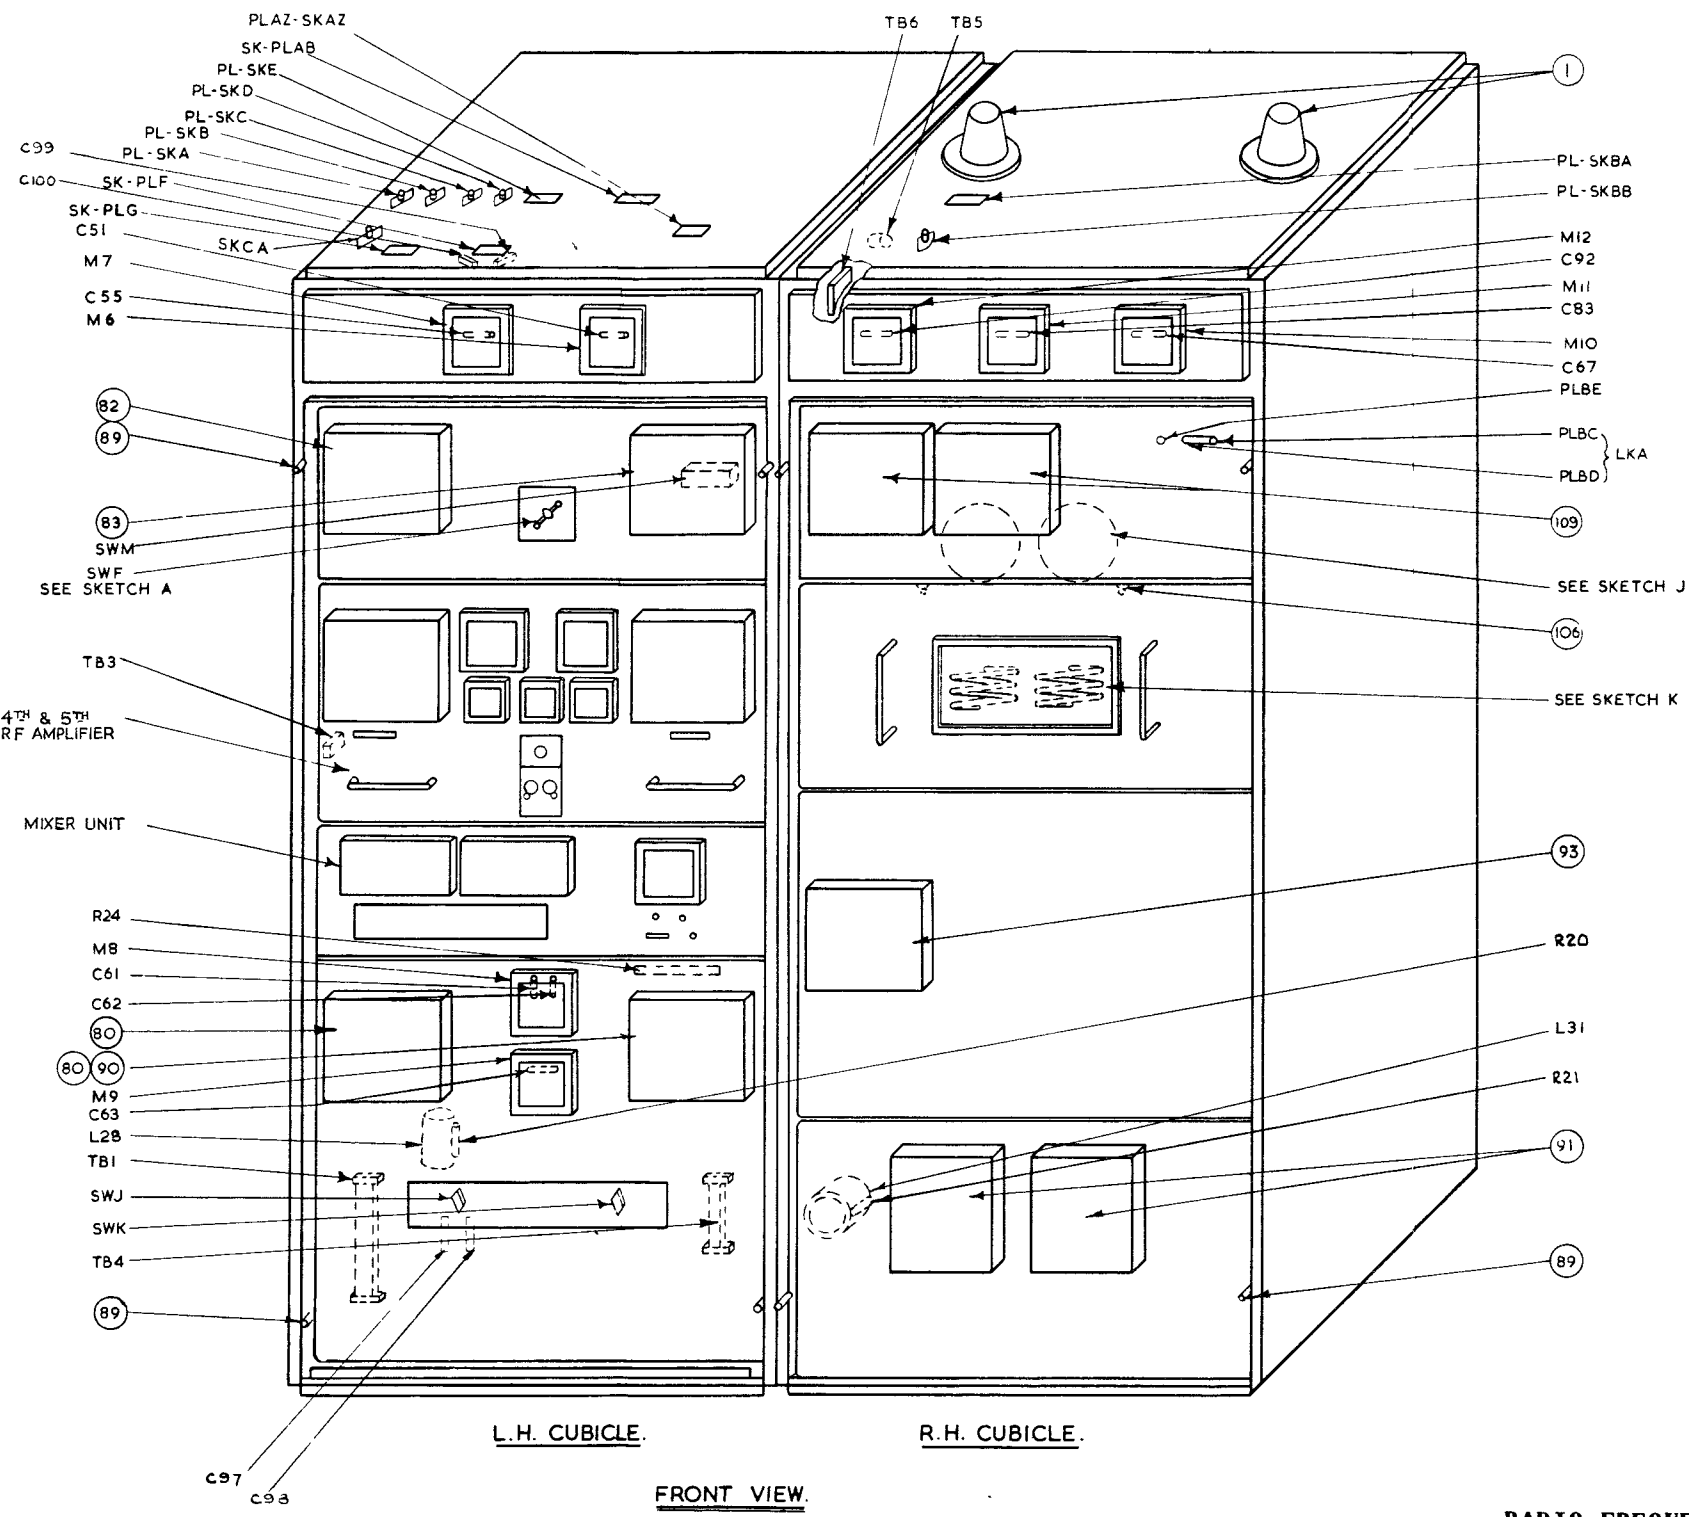 PLAZ-SKAZ
SK-PLAB
PL-SKE
PL-SKD
PL-SKC
PL-SKB
PL-SKA
C99
SK-PLF
C100
SK-PLG
C51
SKCA
M7
C55
M6
82
89
83
SWM
SWF
SEE SKETCH A
TB3
4TH & 5TH
RF AMPLIFIER
MIXER UNIT
R24
M8
C61
C62
80
80 90
M9
C63
L28
TB1
SWJ
SWK
TB4
89
C97
C98
TB6
TB5
1
PL-SKBA
PL-SKBB
M12
C92
M11
C83
M10
C67
PLBE
PLBC
LKA
PLBD
109
SEE SKETCH J
106
SEE SKETCH K
93
R20
L31
R21
91
89
L.H. CUBICLE.
R.H. CUBICLE.
FRONT VIEW.